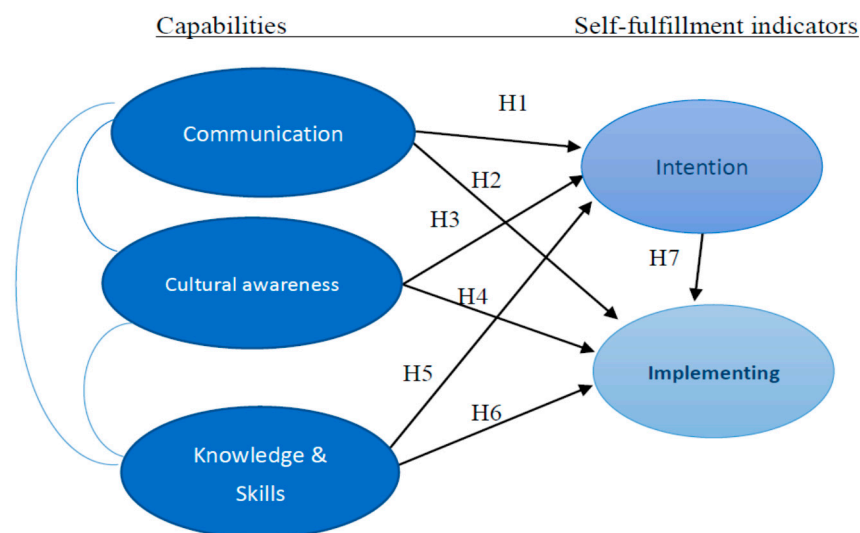 Capabilities
Self-fulfillment indicators
Communication
H1
Intention
H2
H3
Cultural awareness
H7
H4
Implementing
H5
H6
Knowledge &
Skills